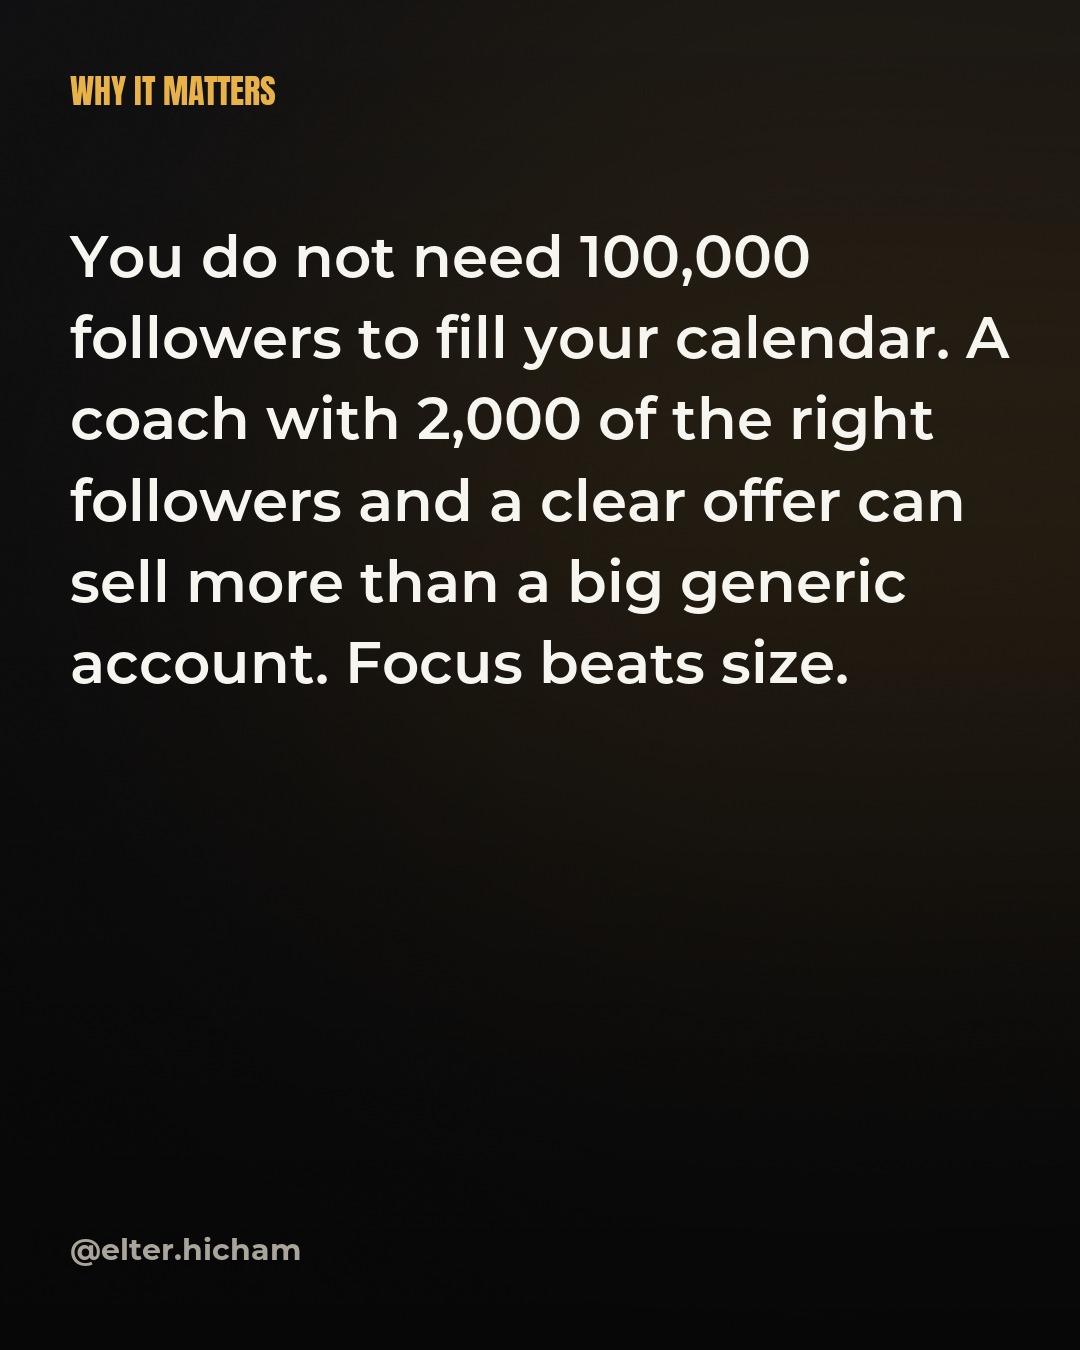 WHY IT MATTERS
You do not need 100,000
followers to fill your calendar. A
coach with 2,000 of the right
followers and a clear offer can
sell more than a big generic
account. Focus beats size.
@elter.hicham